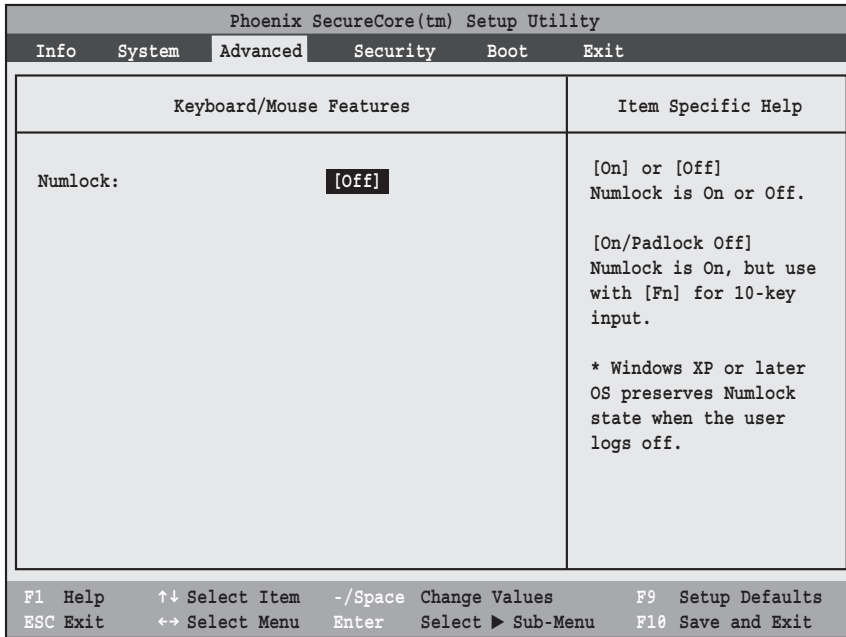 Phoenix SecureCore(tm) Setup Utility
Info System Advanced Security Boot Exit
Keyboard/Mouse Features
Item Specific Help
Numlock: [Off]
[On] or [Off]
Numlock is On or Off.
[On/Padlock Off]
Numlock is On, but use
with [Fn] for 10-key
input.
* Windows XP or later
OS preserves Numlock
state when the user
logs off.
F1 Help ↑↓ Select Item -/Space Change Values F9 Setup Defaults
ESC Exit ←→ Select Menu Enter Select ▶ Sub-Menu F10 Save and Exit